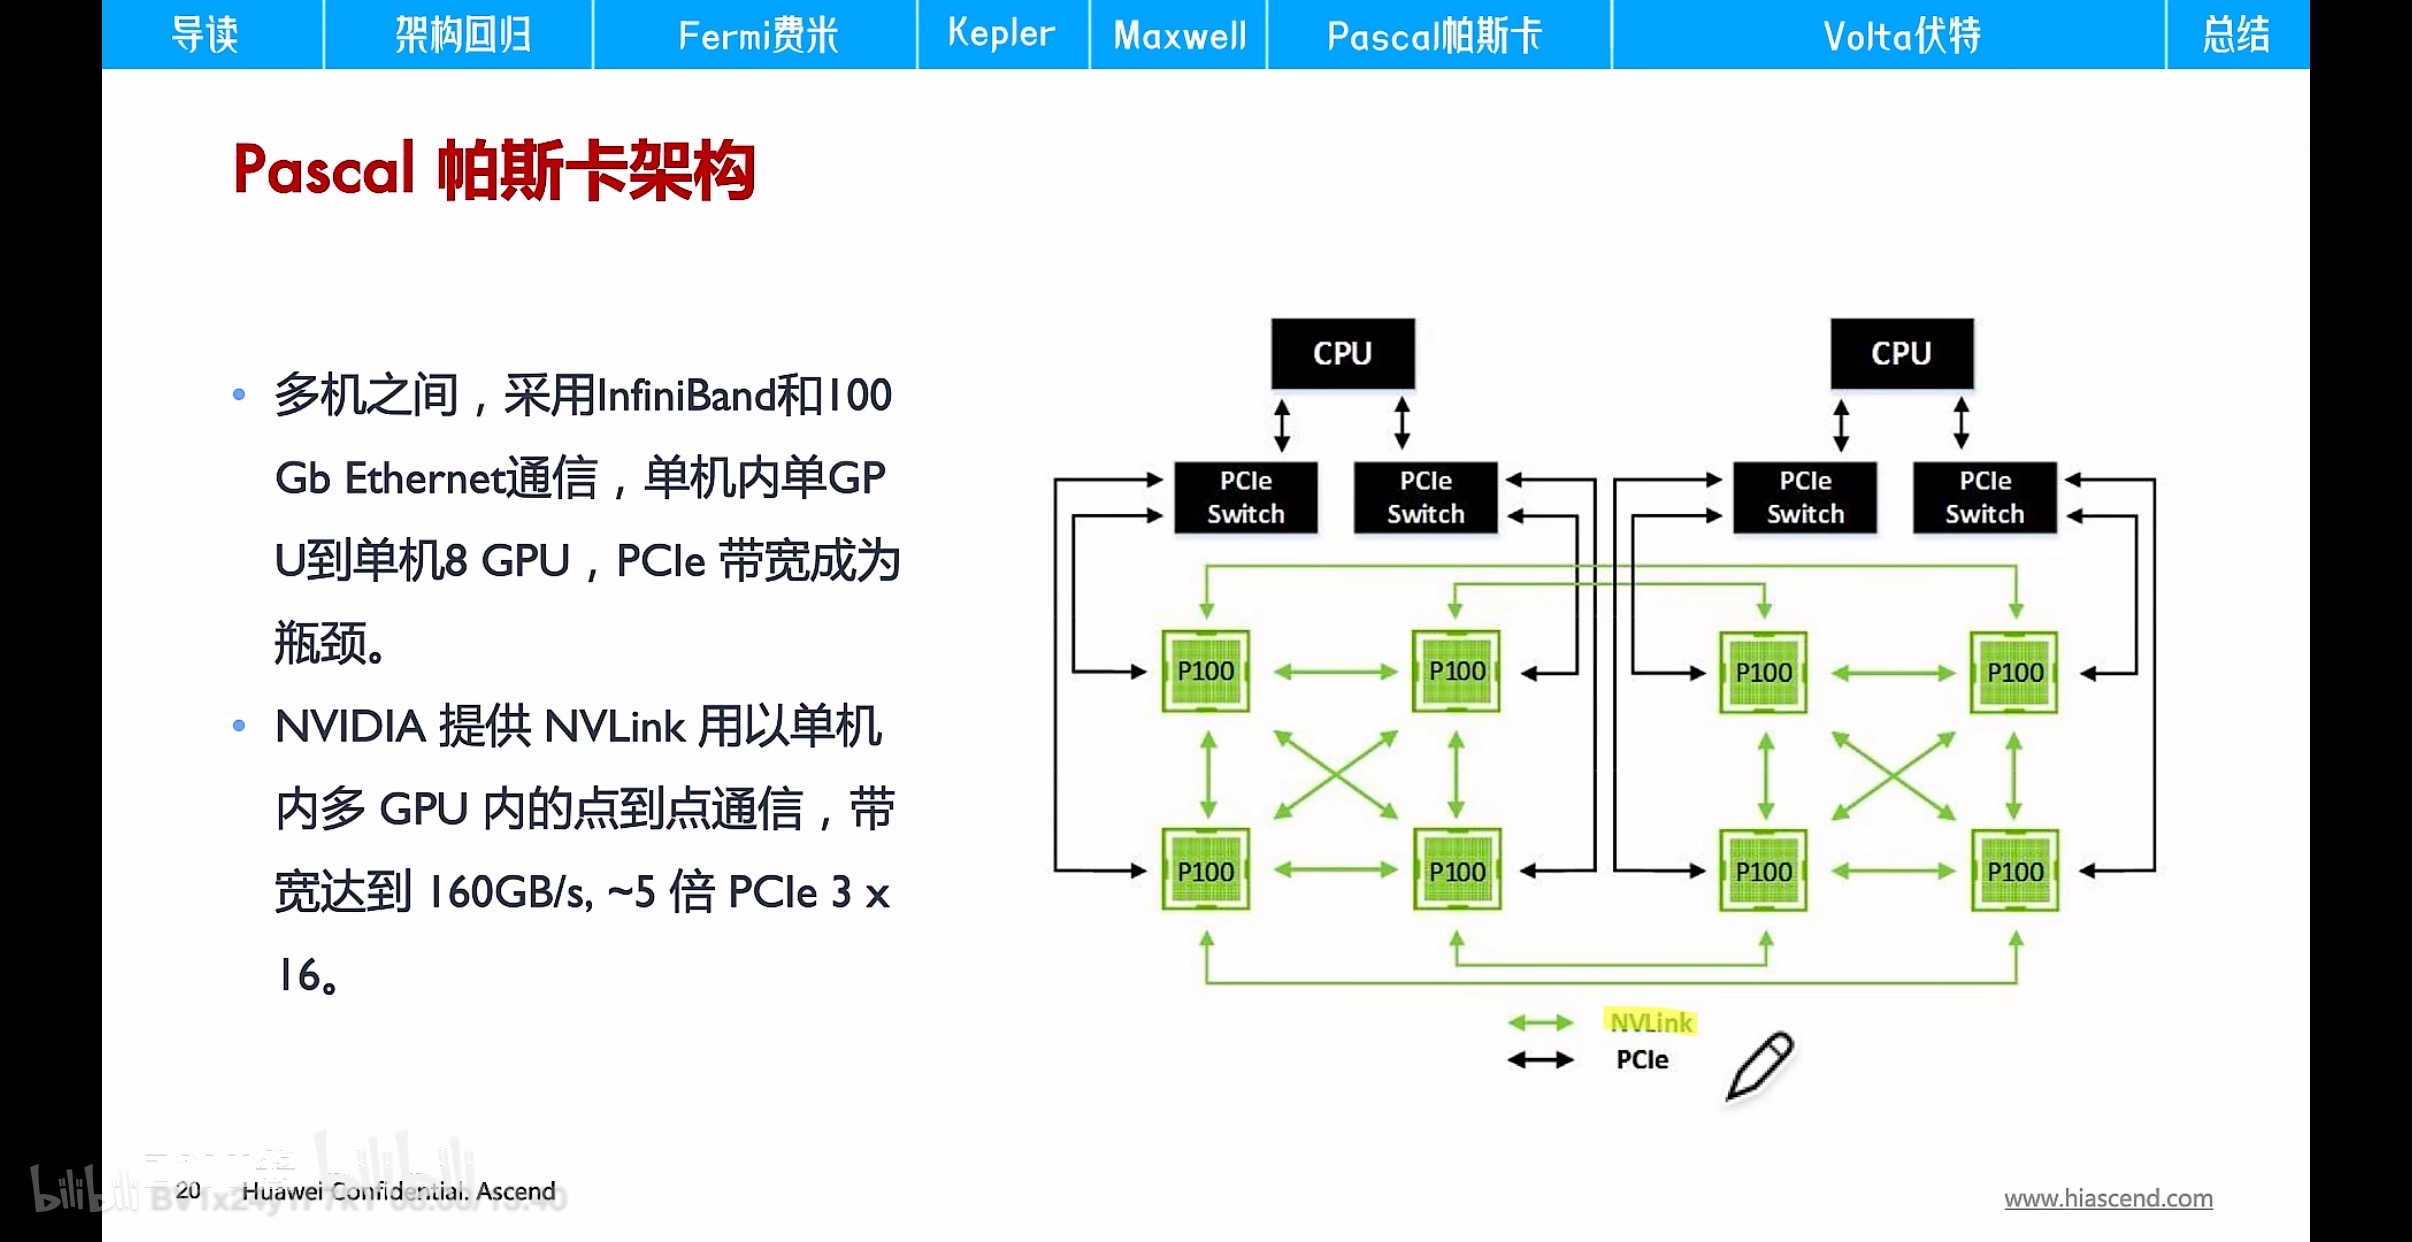 导读 架构回归 Fermi费米 Kepler Maxwell Pascal帕斯卡 Volta伏特 总结
Pascal 帕斯卡架构
• 多机之间，采用InfiniBand和100
Gb Ethernet通信，单机内单GP
U到单机8 GPU，PCIe 带宽成为
瓶颈。
• NVIDIA 提供 NVLink 用以单机
内多 GPU 内的点到点通信，带
宽达到 160GB/s, ~5 倍 PCIe 3 x
16。
CPU CPU
PCIe Switch PCIe Switch PCIe Switch PCIe Switch
P100 P100 P100 P100
P100 P100 P100 P100
NVLink
PCIe
bilibili
20 Huawei Confidential. Ascend
www.hiascend.com